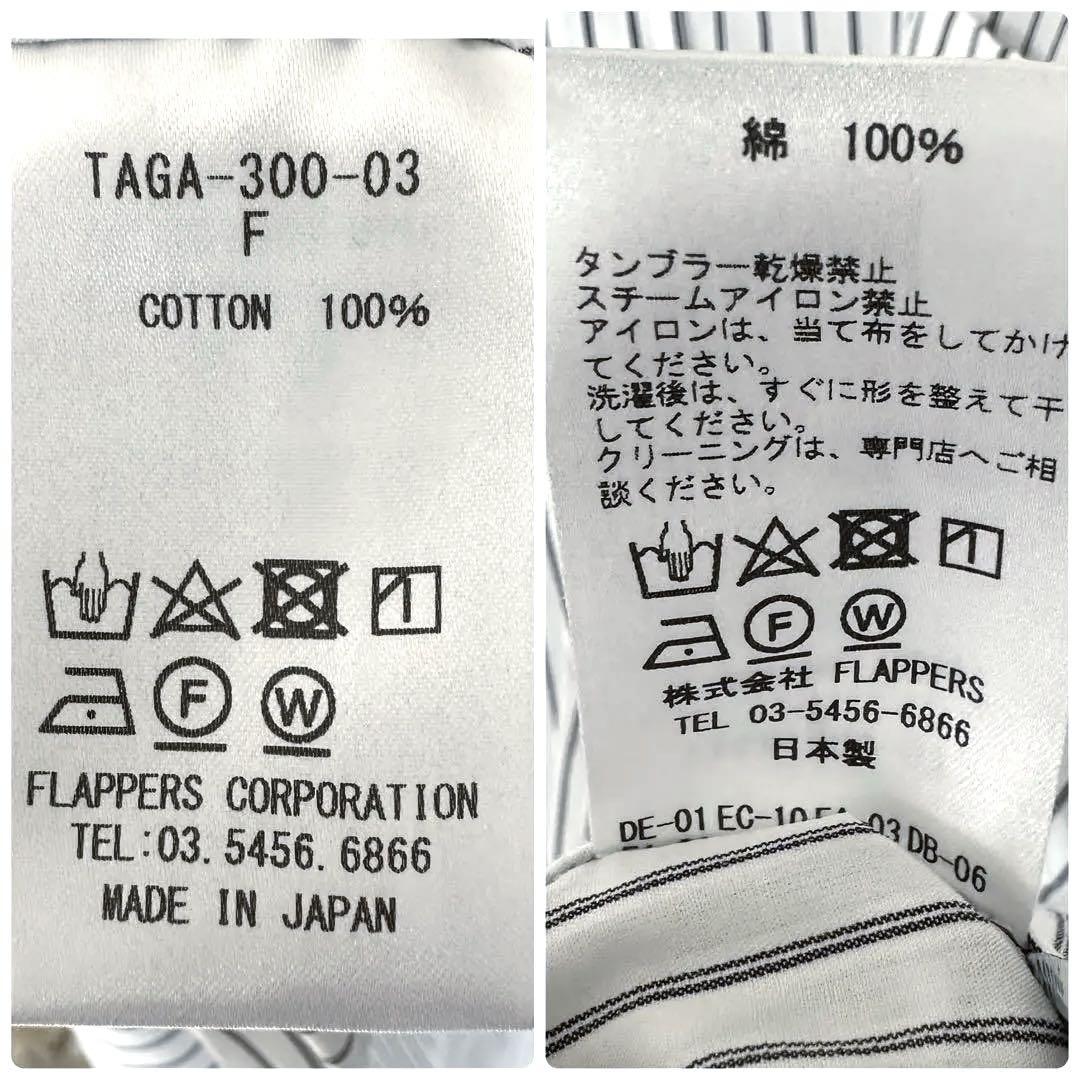 TAGA-300-03
F
COTTON 100%
F
W
FLAPPERS CORPORATION
TEL:03.5456.6866
MADE IN JAPAN
綿 100%
タンブラー乾燥禁止
スチームアイロン禁止
アイロンは、当て布をしてかけ
てください。
洗濯後は、すぐに形を整えて干
してください。
クリーニングは、専門店へご相
談ください。
F
W
株式会社 FLAPPERS
TEL 03-5456-6866
日本製
DE-01 EC-10 03 DB-06